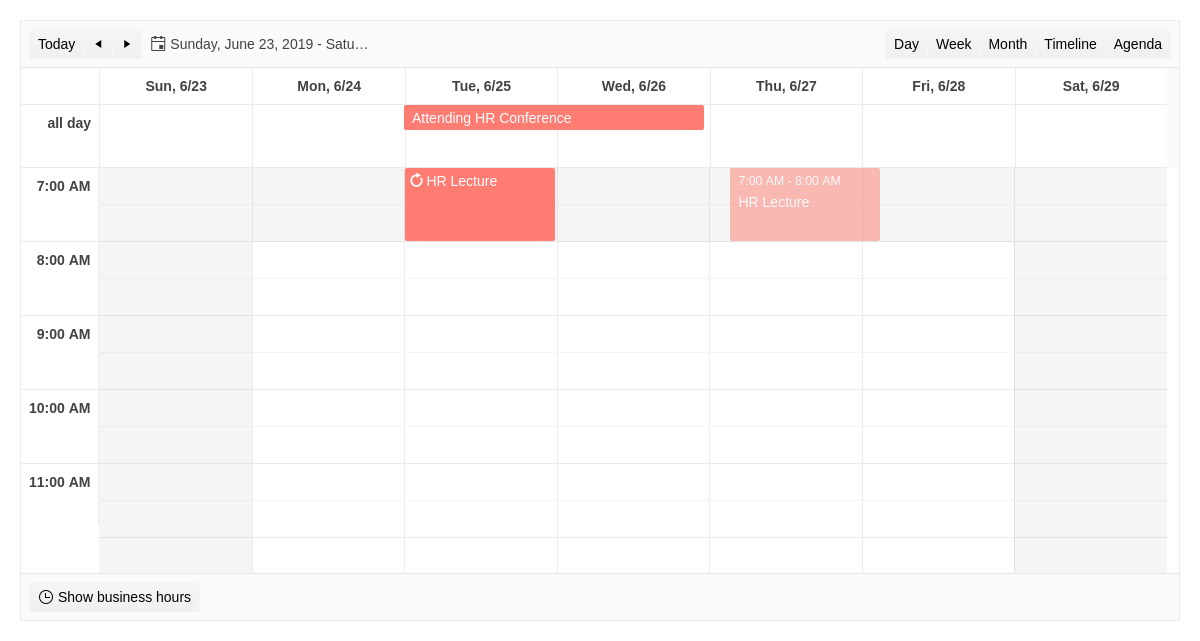 Today Sunday, June 23, 2019 - Satu… Day Week Month Timeline Agenda
Sun, 6/23 Mon, 6/24 Tue, 6/25 Wed, 6/26 Thu, 6/27 Fri, 6/28 Sat, 6/29
all day Attending HR Conference
7:00 AM HR Lecture 7:00 AM - 8:00 AM
HR Lecture
8:00 AM
9:00 AM
10:00 AM
11:00 AM
Show business hours